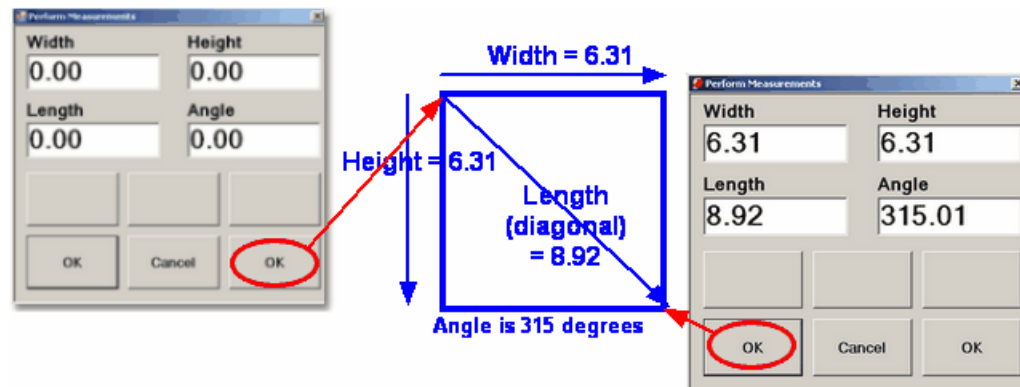 Perform Measurements
Width Height
0.00 0.00
Length Angle
0.00 0.00
OK Cancel OK
Width = 6.31
Height = 6.31
Length
(diagonal)
= 8.92
Angle is 315 degrees
Perform Measurements
Width Height
6.31 6.31
Length Angle
8.92 315.01
OK Cancel OK